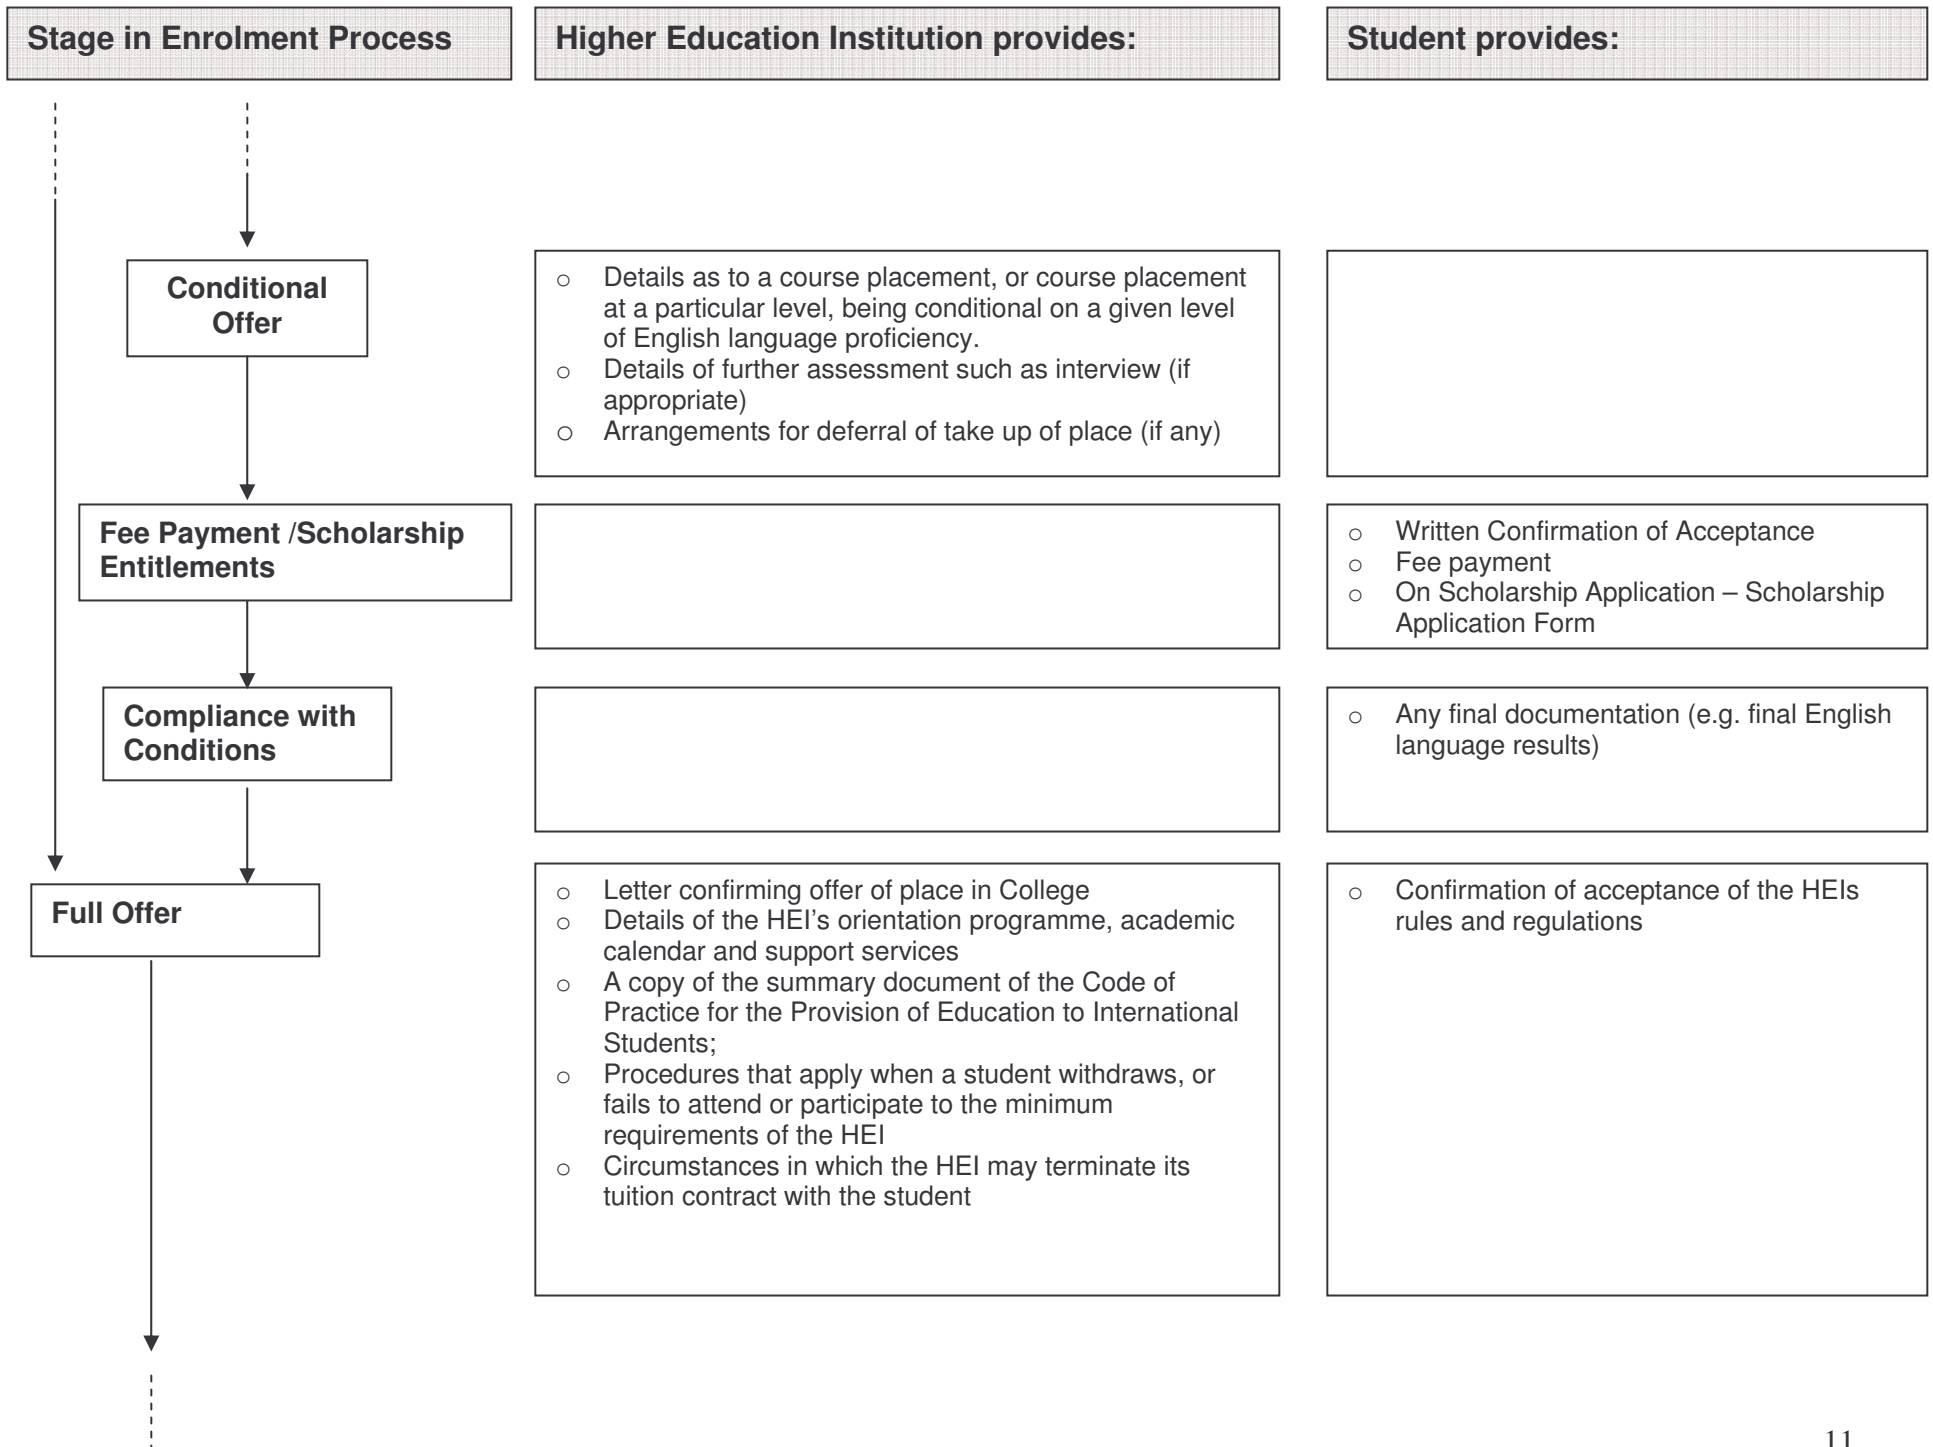 Stage in Enrolment Process
Higher Education Institution provides:
Student provides:
Conditional
Offer
o Details as to a course placement, or course placement
at a particular level, being conditional on a given level
of English language proficiency.
o Details of further assessment such as interview (if
appropriate)
o Arrangements for deferral of take up of place (if any)
Fee Payment /Scholarship
Entitlements
o Written Confirmation of Acceptance
o Fee payment
o On Scholarship Application – Scholarship
Application Form
Compliance with
Conditions
o Any final documentation (e.g. final English
language results)
Full Offer
o Letter confirming offer of place in College
o Details of the HEI’s orientation programme, academic
calendar and support services
o A copy of the summary document of the Code of
Practice for the Provision of Education to International
Students;
o Procedures that apply when a student withdraws, or
fails to attend or participate to the minimum
requirements of the HEI
o Circumstances in which the HEI may terminate its
tuition contract with the student
o Confirmation of acceptance of the HEIs
rules and regulations
11